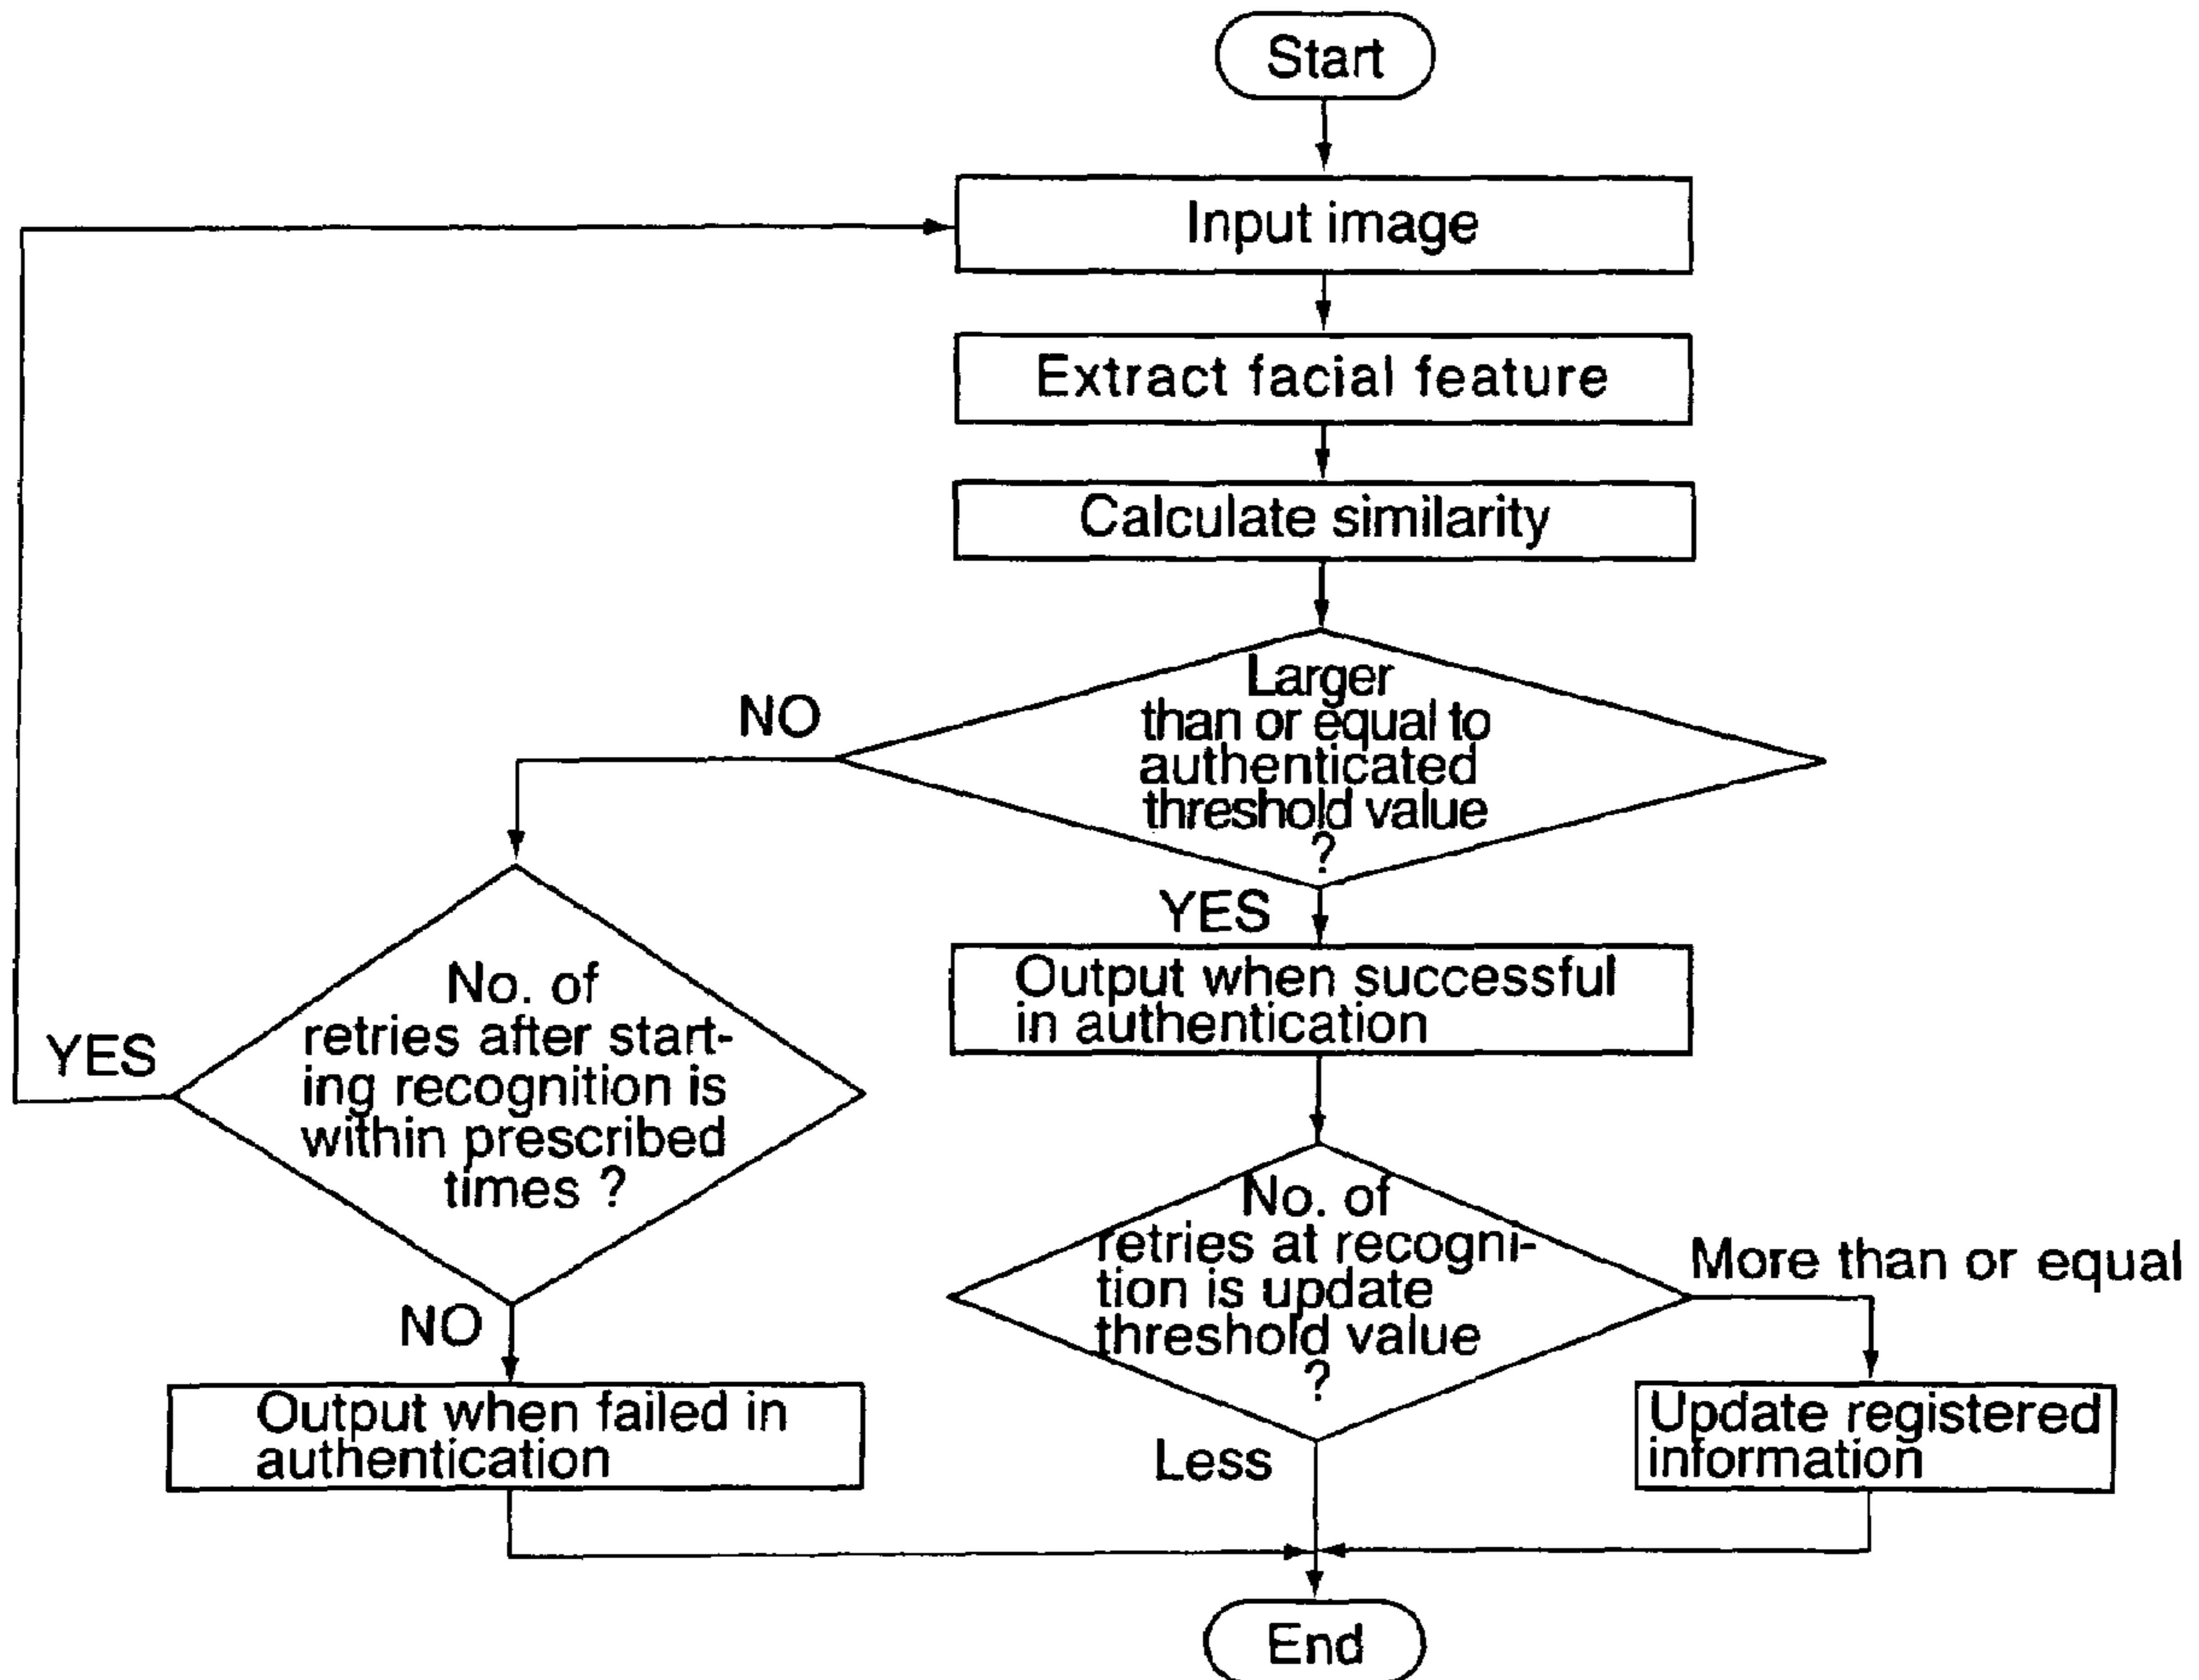 Start
Input image
Extract facial feature
Calculate similarity
Larger
than or equal to
authenticated
threshold value
?
NO
YES
No. of
retries after start-
ing recognition is
within prescribed
times ?
YES
NO
Output when failed in
authentication
Output when successful
in authentication
No. of
retries at recogni-
tion is update
threshold value
?
More than or equal
Less
Update registered
information
End